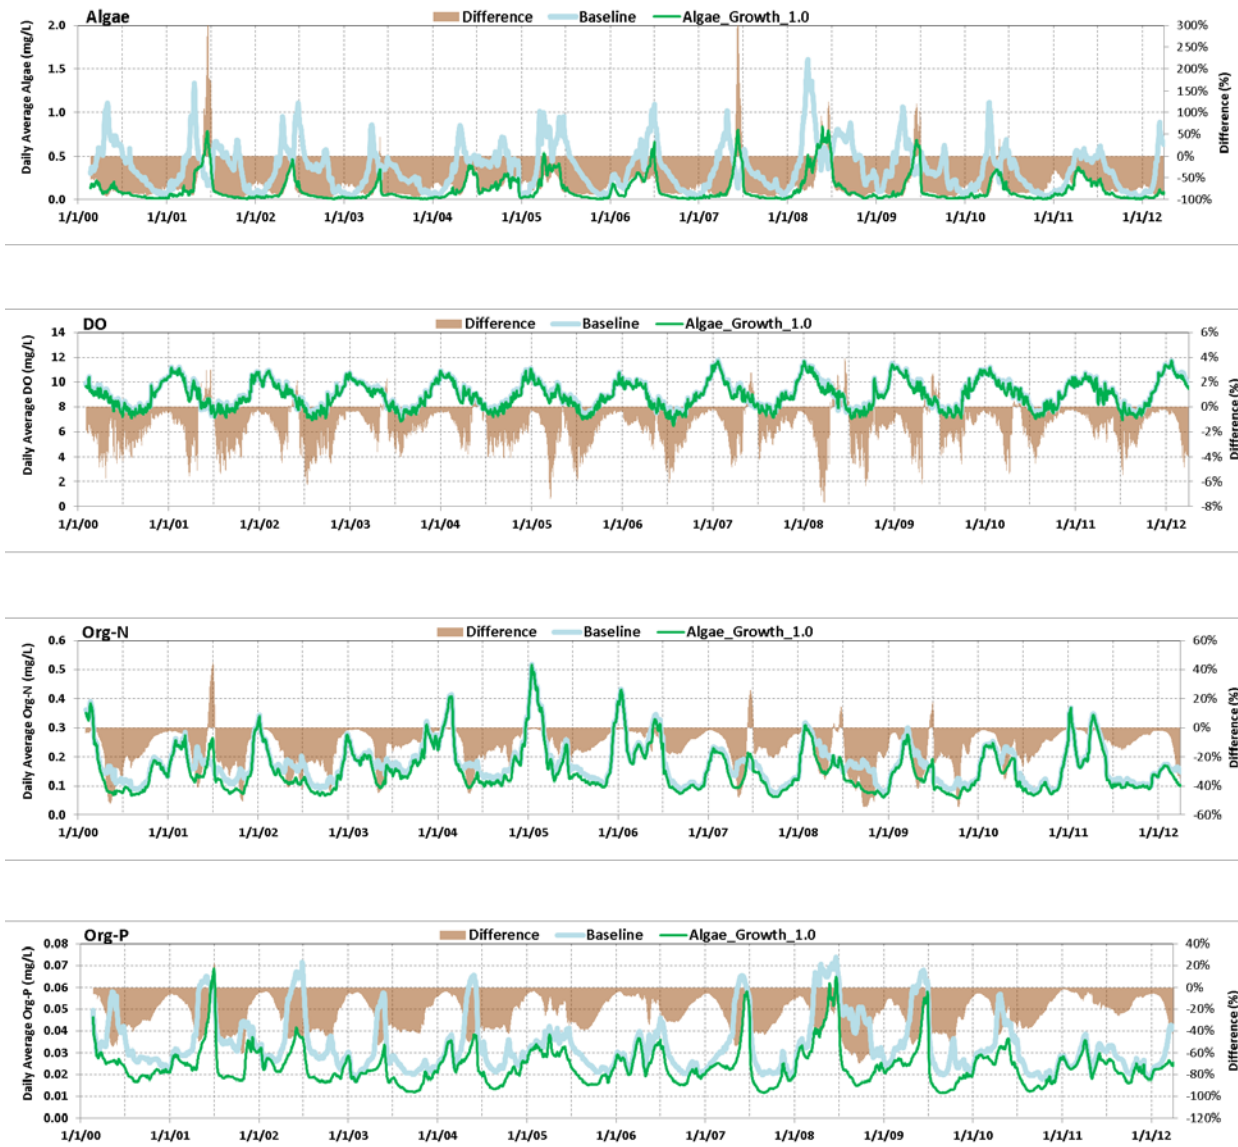 Algae
Difference Baseline Algae_Growth_1.0
Daily Average Algae (mg/L)
2.0 300%
250%
1.5 200%
150%
1.0 100%
50%
0.5 0%
-50%
0.0 -100%
Difference (%)
1/1/00 1/1/01 1/1/02 1/1/03 1/1/04 1/1/05 1/1/06 1/1/07 1/1/08 1/1/09 1/1/10 1/1/11 1/1/12
DO
Difference Baseline Algae_Growth_1.0
Daily Average DO (mg/L)
14 6%
12 4%
10 2%
8 0%
6 -2%
4 -4%
2 -6%
0 -8%
Difference (%)
1/1/00 1/1/01 1/1/02 1/1/03 1/1/04 1/1/05 1/1/06 1/1/07 1/1/08 1/1/09 1/1/10 1/1/11 1/1/12
Org-N
Difference Baseline Algae_Growth_1.0
Daily Average Org-N (mg/L)
0.6 60%
0.5 40%
0.4 20%
0.3 0%
0.2 -20%
0.1 -40%
0.0 -60%
Difference (%)
1/1/00 1/1/01 1/1/02 1/1/03 1/1/04 1/1/05 1/1/06 1/1/07 1/1/08 1/1/09 1/1/10 1/1/11 1/1/12
Org-P
Difference Baseline Algae_Growth_1.0
Daily Average Org-P (mg/L)
0.08 40%
0.07 20%
0.06 0%
0.05 -20%
0.04 -40%
0.03 -60%
0.02 -80%
0.01 -100%
0.00 -120%
Difference (%)
1/1/00 1/1/01 1/1/02 1/1/03 1/1/04 1/1/05 1/1/06 1/1/07 1/1/08 1/1/09 1/1/10 1/1/11 1/1/12